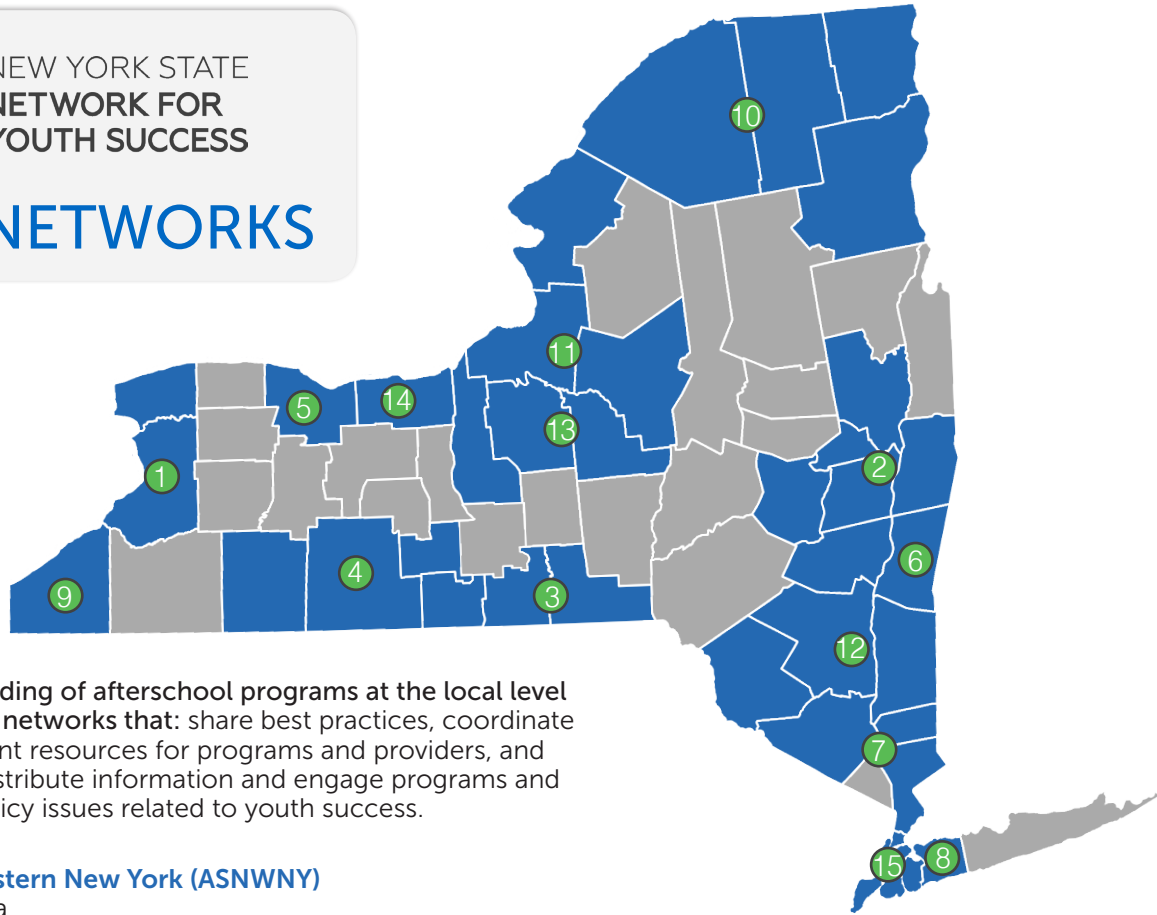 NEW YORK STATE
NETWORK FOR
YOUTH SUCCESS
NETWORKS
10
11
5
14
13
1
2
4
6
9
3
12
7
15
8
ding of afterschool programs at the local level
networks that: share best practices, coordinate
nt resources for programs and providers, and
stribute information and engage programs and
icy issues related to youth success.
stern New York (ASNWNY)
a